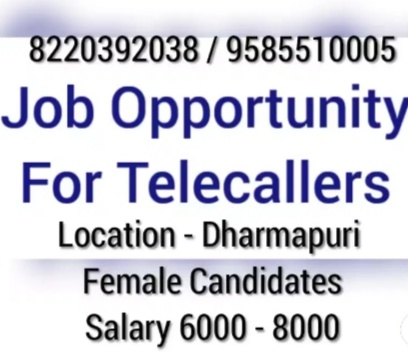 8220392038 / 9585510005
Job Opportunity
For Telecallers
Location - Dharmapuri
Female Candidates
Salary 6000 - 8000